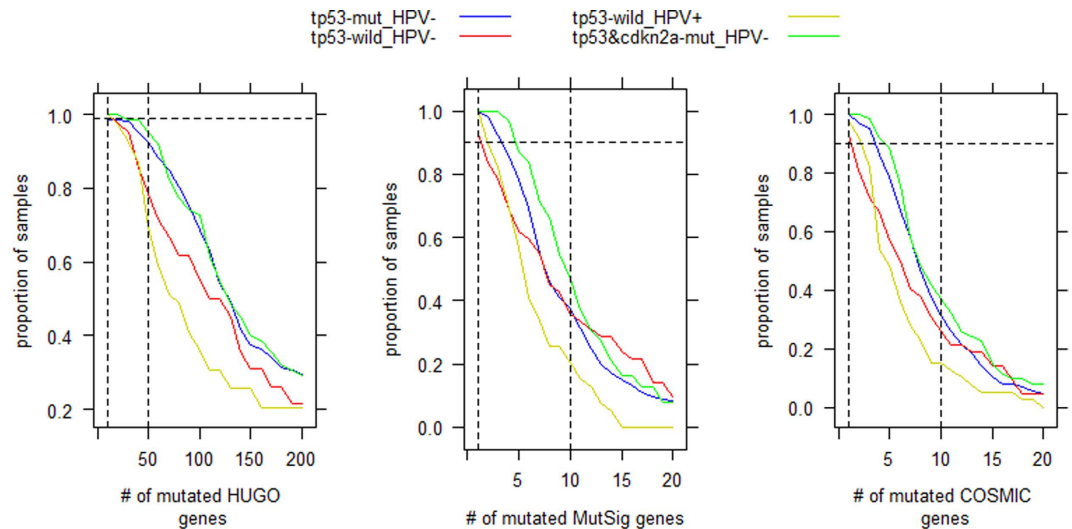 tp53-mut_HPV-
tp53-wild_HPV+
tp53-wild_HPV-
tp53&cdkn2a-mut_HPV-
proportion of samples
1.0
0.8
0.6
0.4
0.2
50
100
150
200
# of mutated HUGO
genes
proportion of samples
1.0
0.8
0.6
0.4
0.2
0.0
5
10
15
20
# of mutated MutSig genes
proportion of samples
1.0
0.8
0.6
0.4
0.2
0.0
5
10
15
20
# of mutated COSMIC
genes